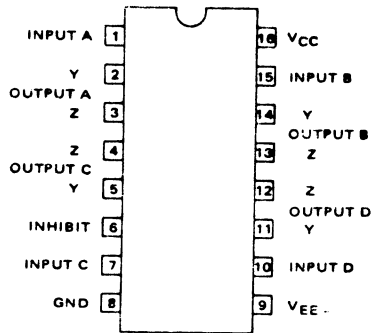 INPUT A 1
Y 2
OUTPUT A
Z 3
Z 4
OUTPUT C
Y 5
INHIBIT 6
INPUT C 7
GND 8
16 VCC
15 INPUT B
14 Y
OUTPUT B
13 Z
12 Z
OUTPUT D
11 Y
10 INPUT D
9 VEE